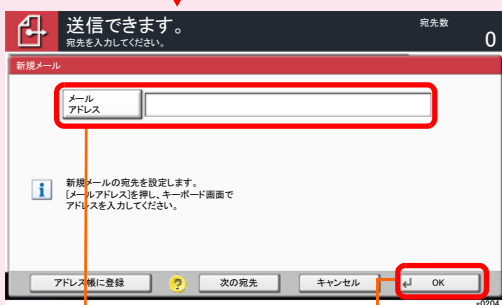 送信できます。
宛先を入力してください。
宛先数
0
新規メール
メール
アドレス
新規メールの宛先を設定します。
[メールアドレス]を押し、キーボード画面で
アドレスを入力してください。
アドレス帳に登録
?
次の宛先
キャンセル
OK